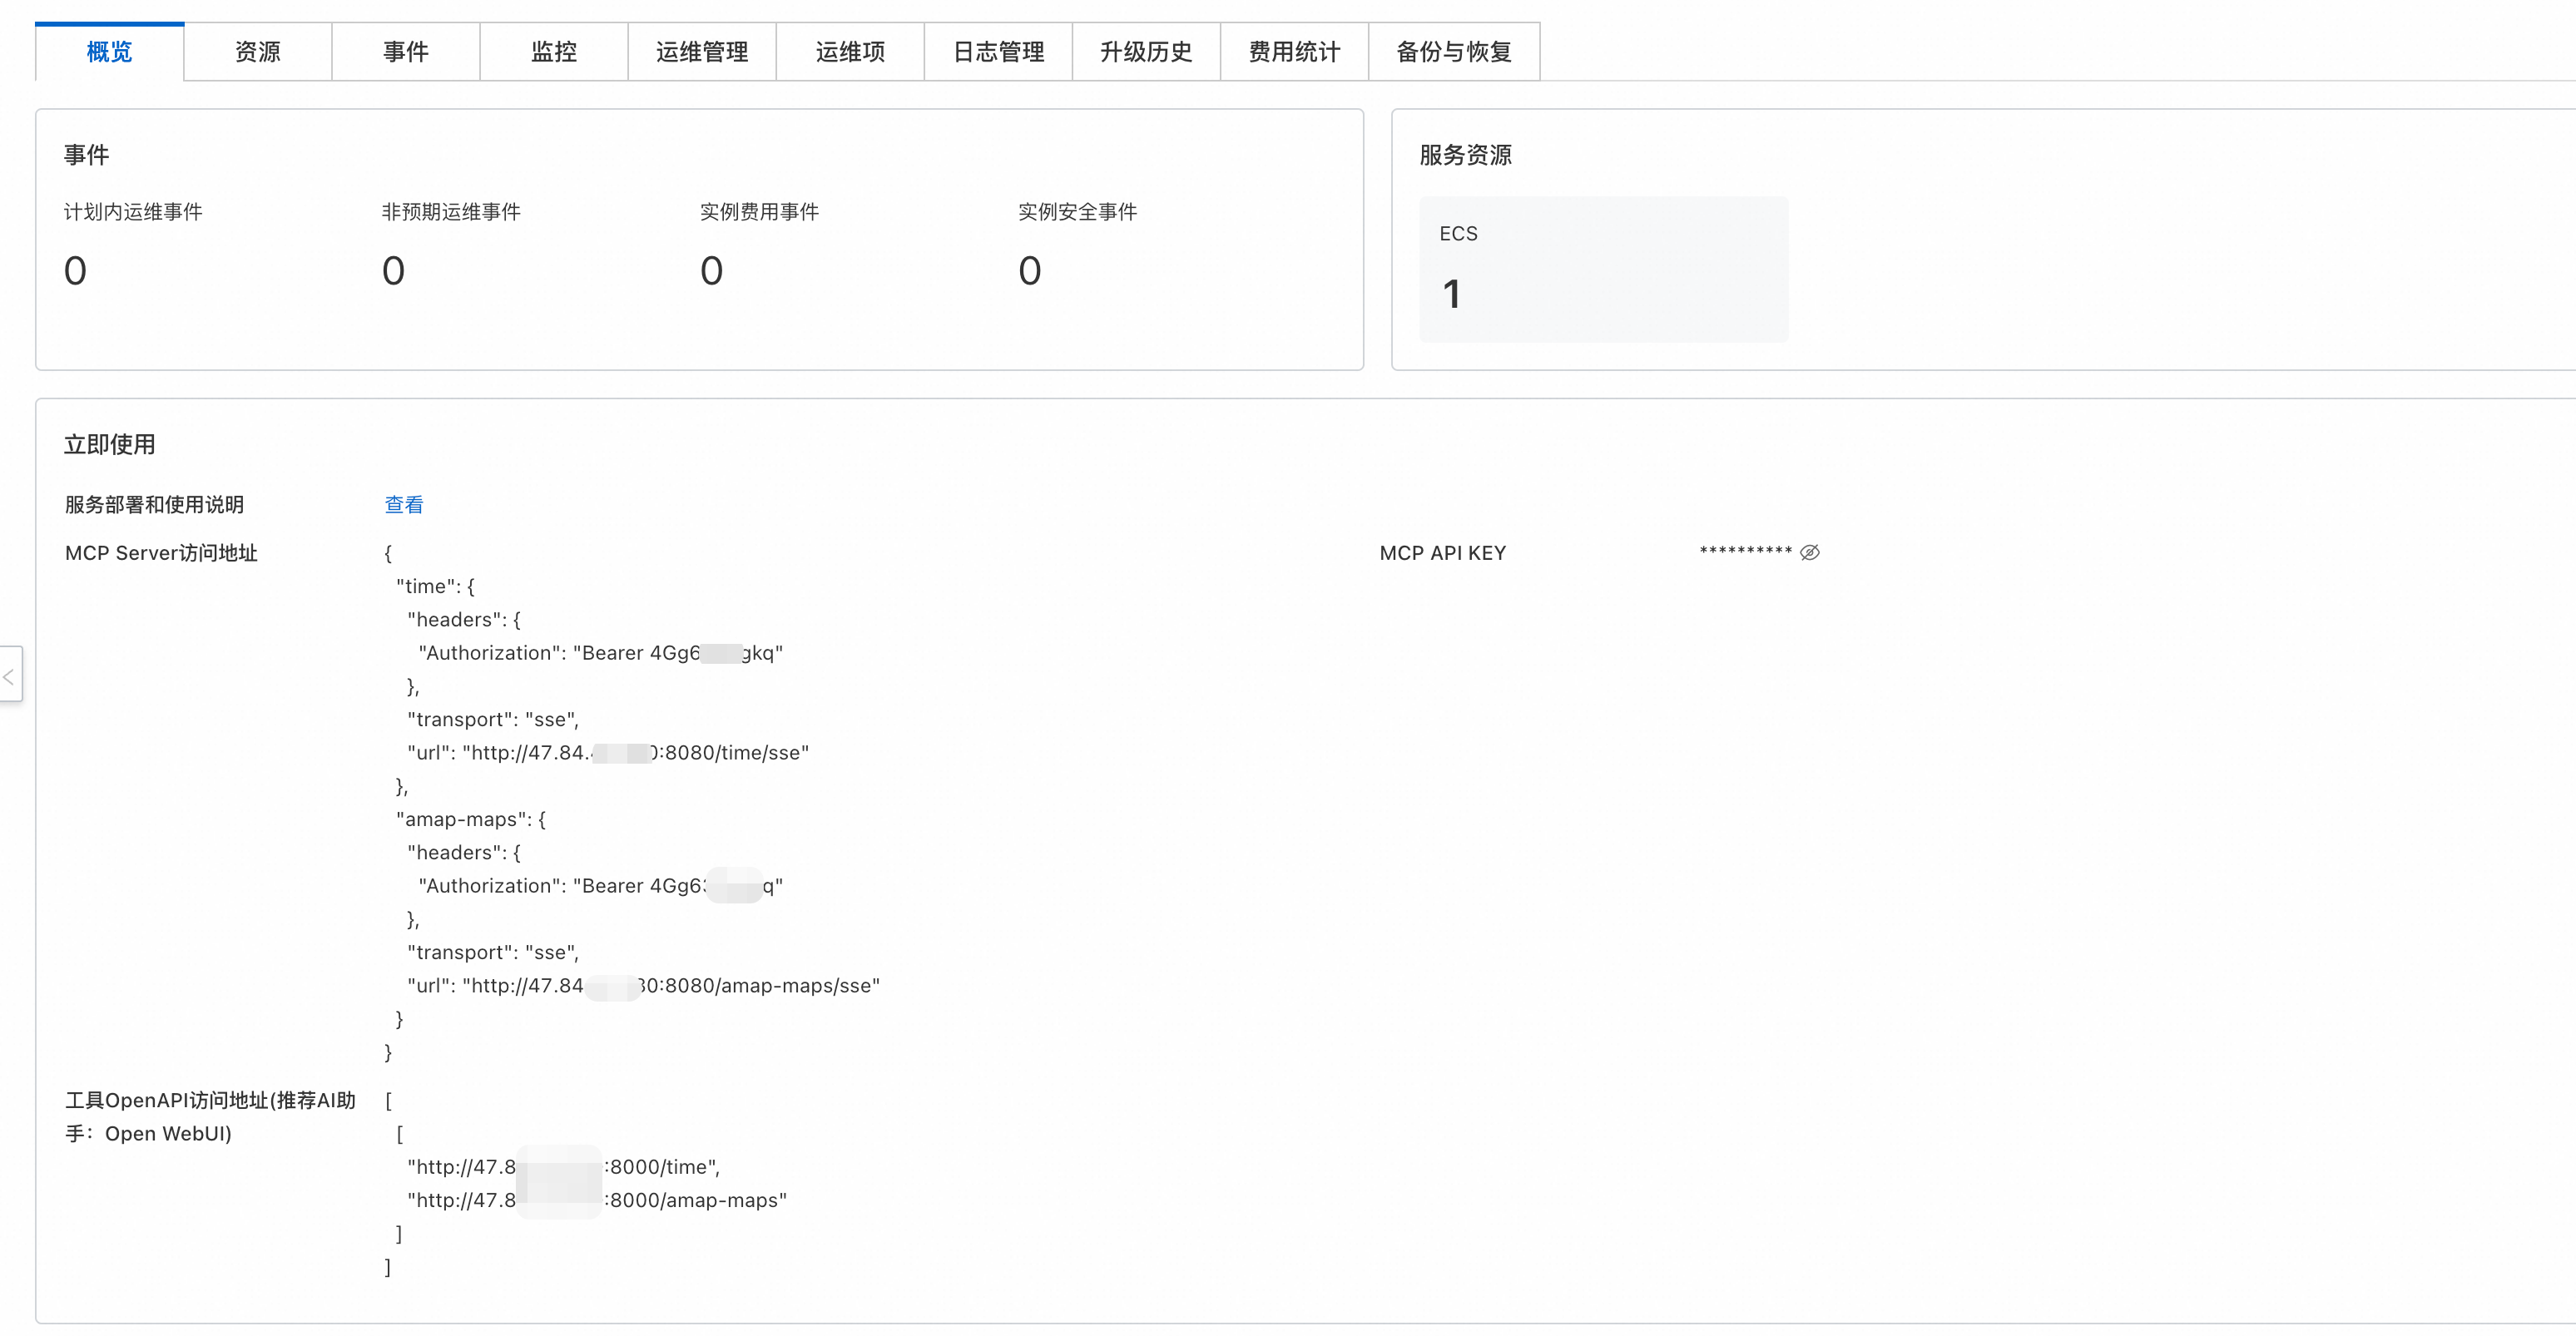 概览 资源 事件 监控 运维管理 运维项 日志管理 升级历史 费用统计 备份与恢复
事件
计划内运维事件 非预期运维事件 实例费用事件 实例安全事件
0 0 0 0
服务资源
ECS
1
立即使用
服务部署和使用说明 查看
MCP Server访问地址
{
"time": {
"headers": {
"Authorization": "Bearer 4Gg6 gkq"
},
"transport": "sse",
"url": "http://47.84. 0:8080/time/sse"
},
"amap-maps": {
"headers": {
"Authorization": "Bearer 4Gg6 q"
},
"transport": "sse",
"url": "http://47.84 30:8080/amap-maps/sse"
}
}
MCP API KEY **********
工具OpenAPI访问地址(推荐AI助
手：Open WebUI)
[
[
"http://47.8 :8000/time",
"http://47.8 :8000/amap-maps"
]
]